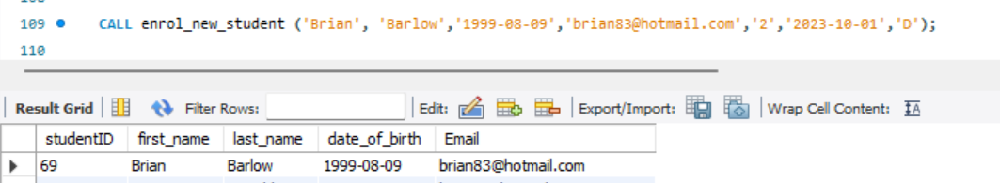 109 CALL enrol_new_student ('Brian', 'Barlow','1999-08-09','brian83@hotmail.com','2','2023-10-01','D');
110
Result Grid Filter Rows: Edit: Export/Import: Wrap Cell Content:
studentID first_name last_name date_of_birth Email
69 Brian Barlow 1999-08-09 brian83@hotmail.com